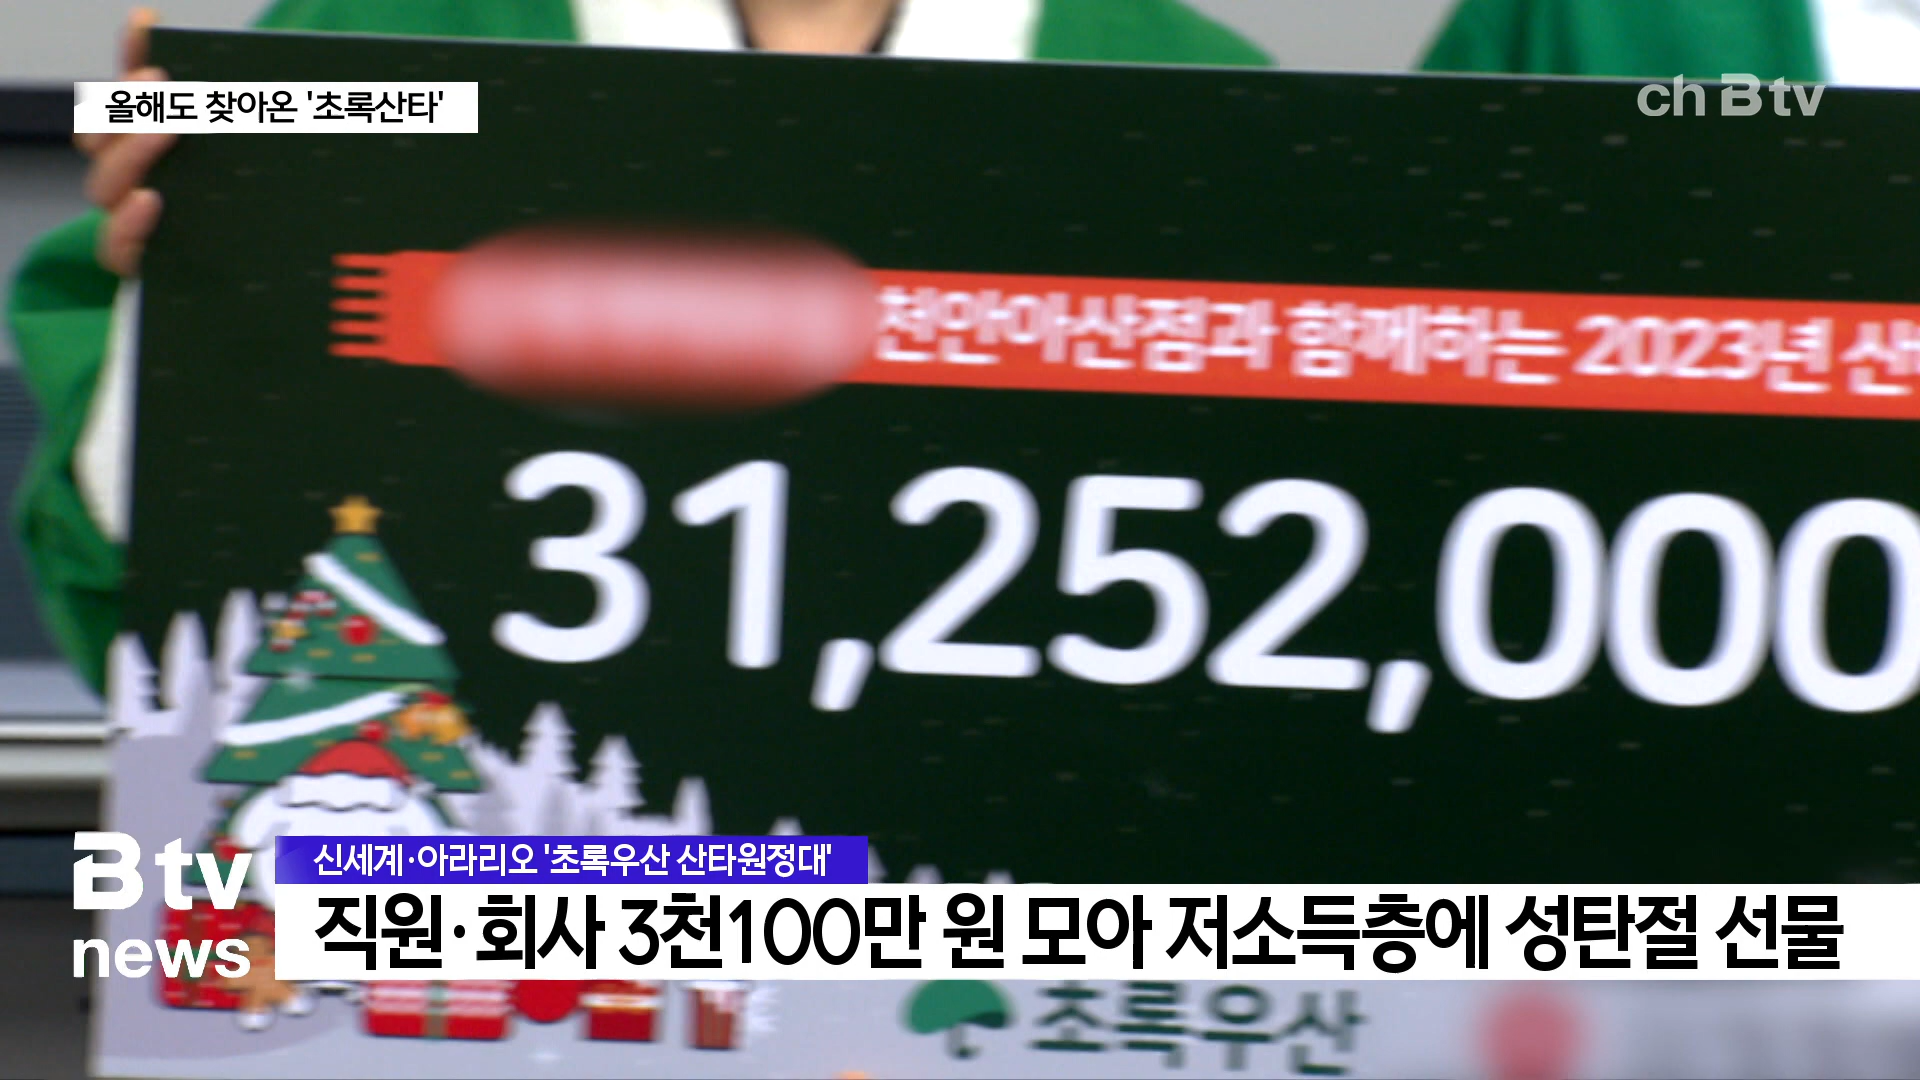 올해도 찾아온 '초록산타'
ch B tv
천안아산점과 함께하는 2023년 산
31,252,000
B tv
news
신세계·아라리오 '초록우산 산타원정대'
직원·회사 3천100만 원 모아 저소득층에 성탄절 선물
초록우산